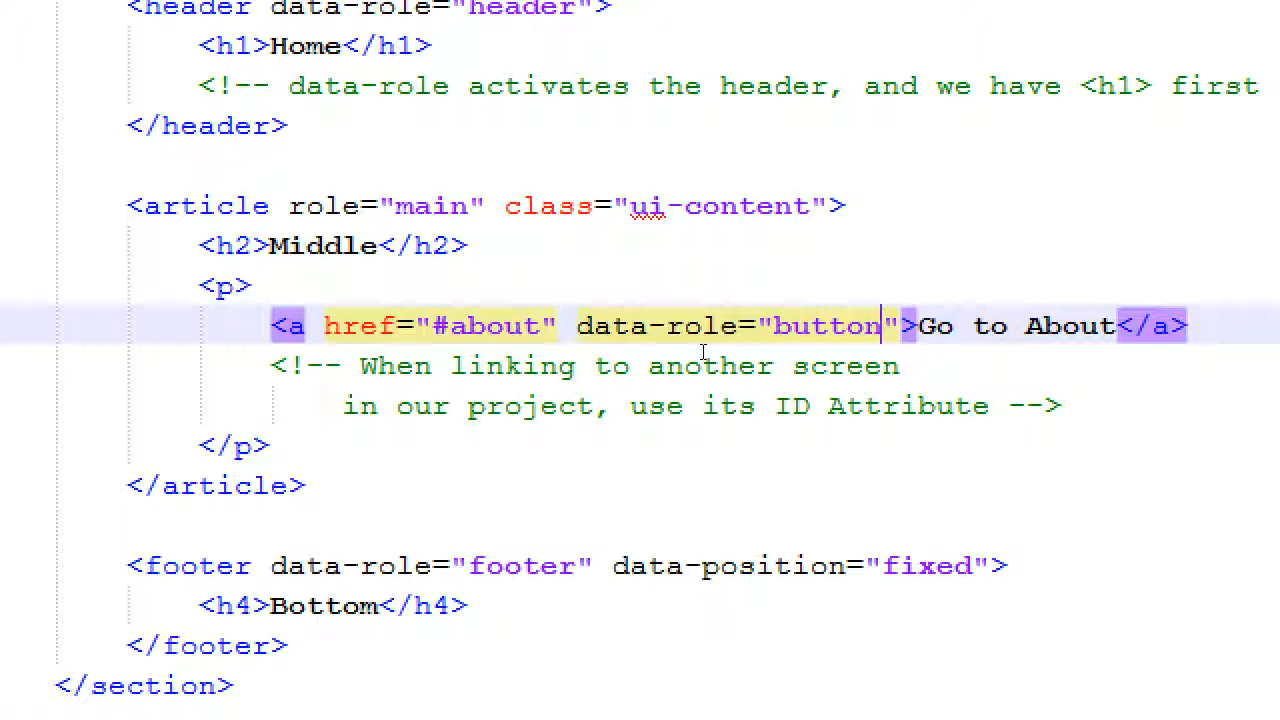 <header data-role="header">
<h1>Home</h1>
<!-- data-role activates the header, and we have <h1> first
</header>
<article role="main" class="ui-content">
<h2>Middle</h2>
<p>
<a href="#about" data-role="button">Go to About</a>
<!-- When linking to another screen
in our project, use its ID Attribute -->
</p>
</article>
<footer data-role="footer" data-position="fixed">
<h4>Bottom</h4>
</footer>
</section>